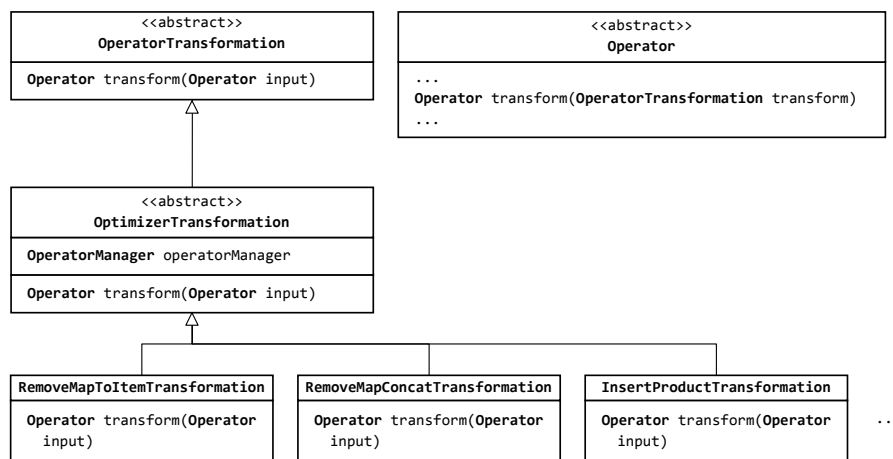 <<abstract>>
OperatorTransformation
Operator transform(Operator input)
<<abstract>>
Operator
...
Operator transform(OperatorTransformation transform)
...
<<abstract>>
OptimizerTransformation
OperatorManager operatorManager
Operator transform(Operator input)
RemoveMapToItemTransformation
Operator transform(Operator
input)
RemoveMapConcatTransformation
Operator transform(Operator
input)
InsertProductTransformation
Operator transform(Operator
input)
..